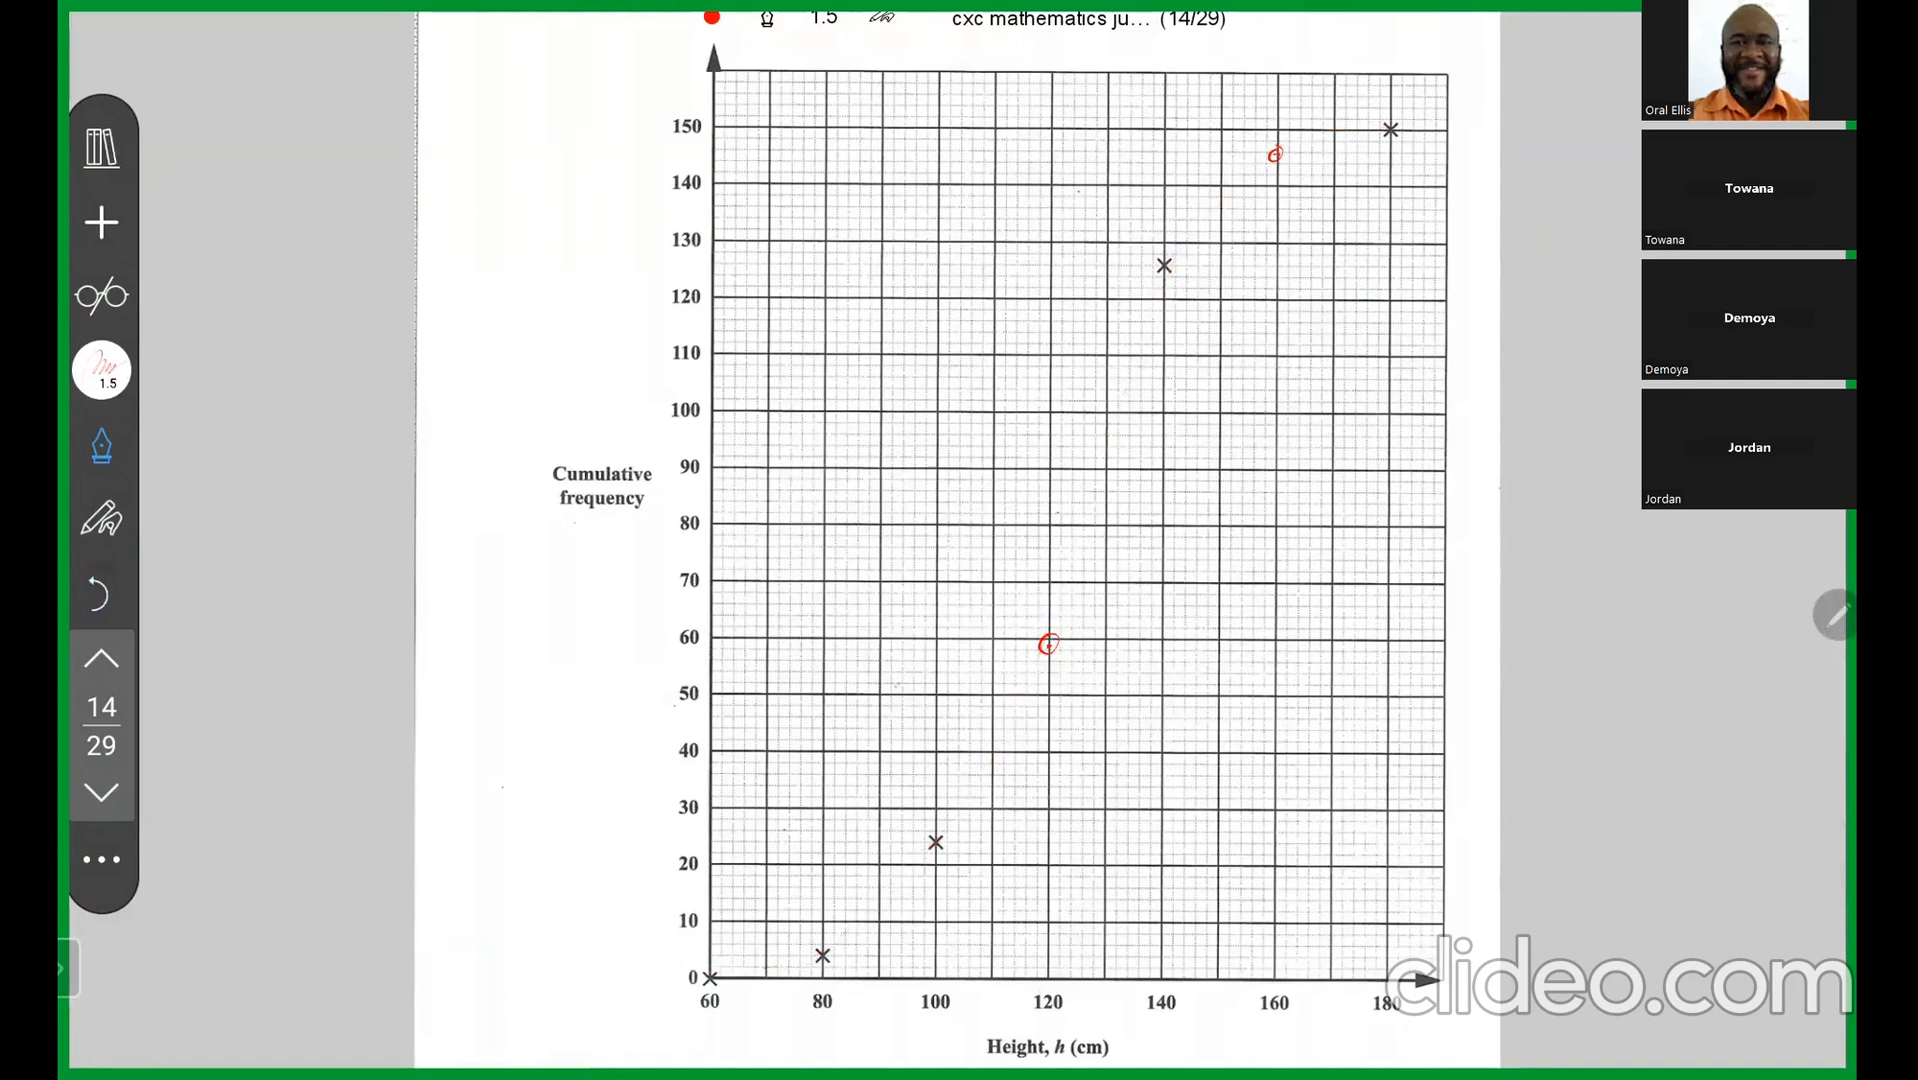 1.5 cxc mathematics ju... (14/29)
Oral Ellis
Towana
Towana
Demoya
Demoya
Jordan
Jordan
1.5
14
29
150
140
130
120
110
100
90
80
70
60
50
40
30
20
10
0
Cumulative
frequency
60 80 100 120 140 160 180
Height, h (cm)
clideo.com